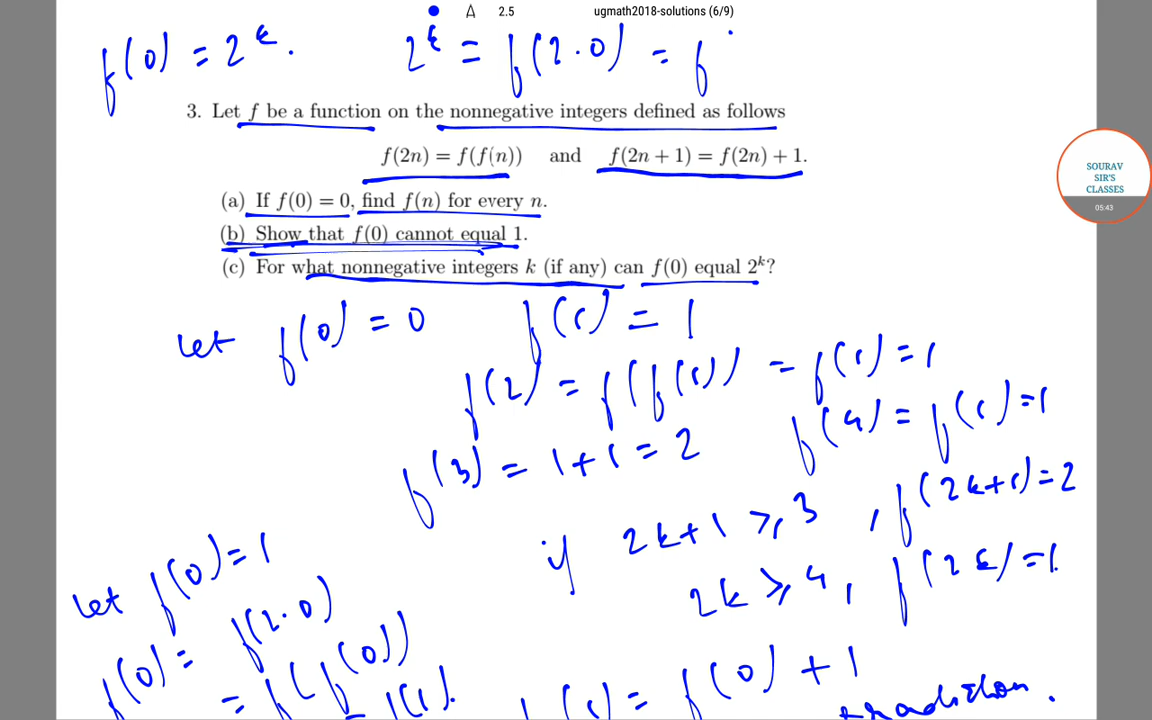 2.5 ugmath2018-solutions (6/9)
f(0) = 2^k. 2^k = f(2·0) = f
3. Let f be a function on the nonnegative integers defined as follows
f(2n) = f(f(n)) and f(2n + 1) = f(2n) + 1.
(a) If f(0) = 0, find f(n) for every n.
(b) Show that f(0) cannot equal 1.
(c) For what nonnegative integers k (if any) can f(0) equal 2^k?
SOURAV
SIR'S
CLASSES
05:43
Let f(0) = 0 f(1) = 1
f(2) = f(f(1)) = f(1) = 1
f(3) = 1+1 = 2 f(4) = f(1) = 1
if 2k+1 ⩾ 3, f(2k+1) = 2
2k ⩾ 4, f(2k) = 1.
Let f(0) = 1
f(0) = f(2·0)
= f(f(0))
= f(1). f(1) = f(0) + 1